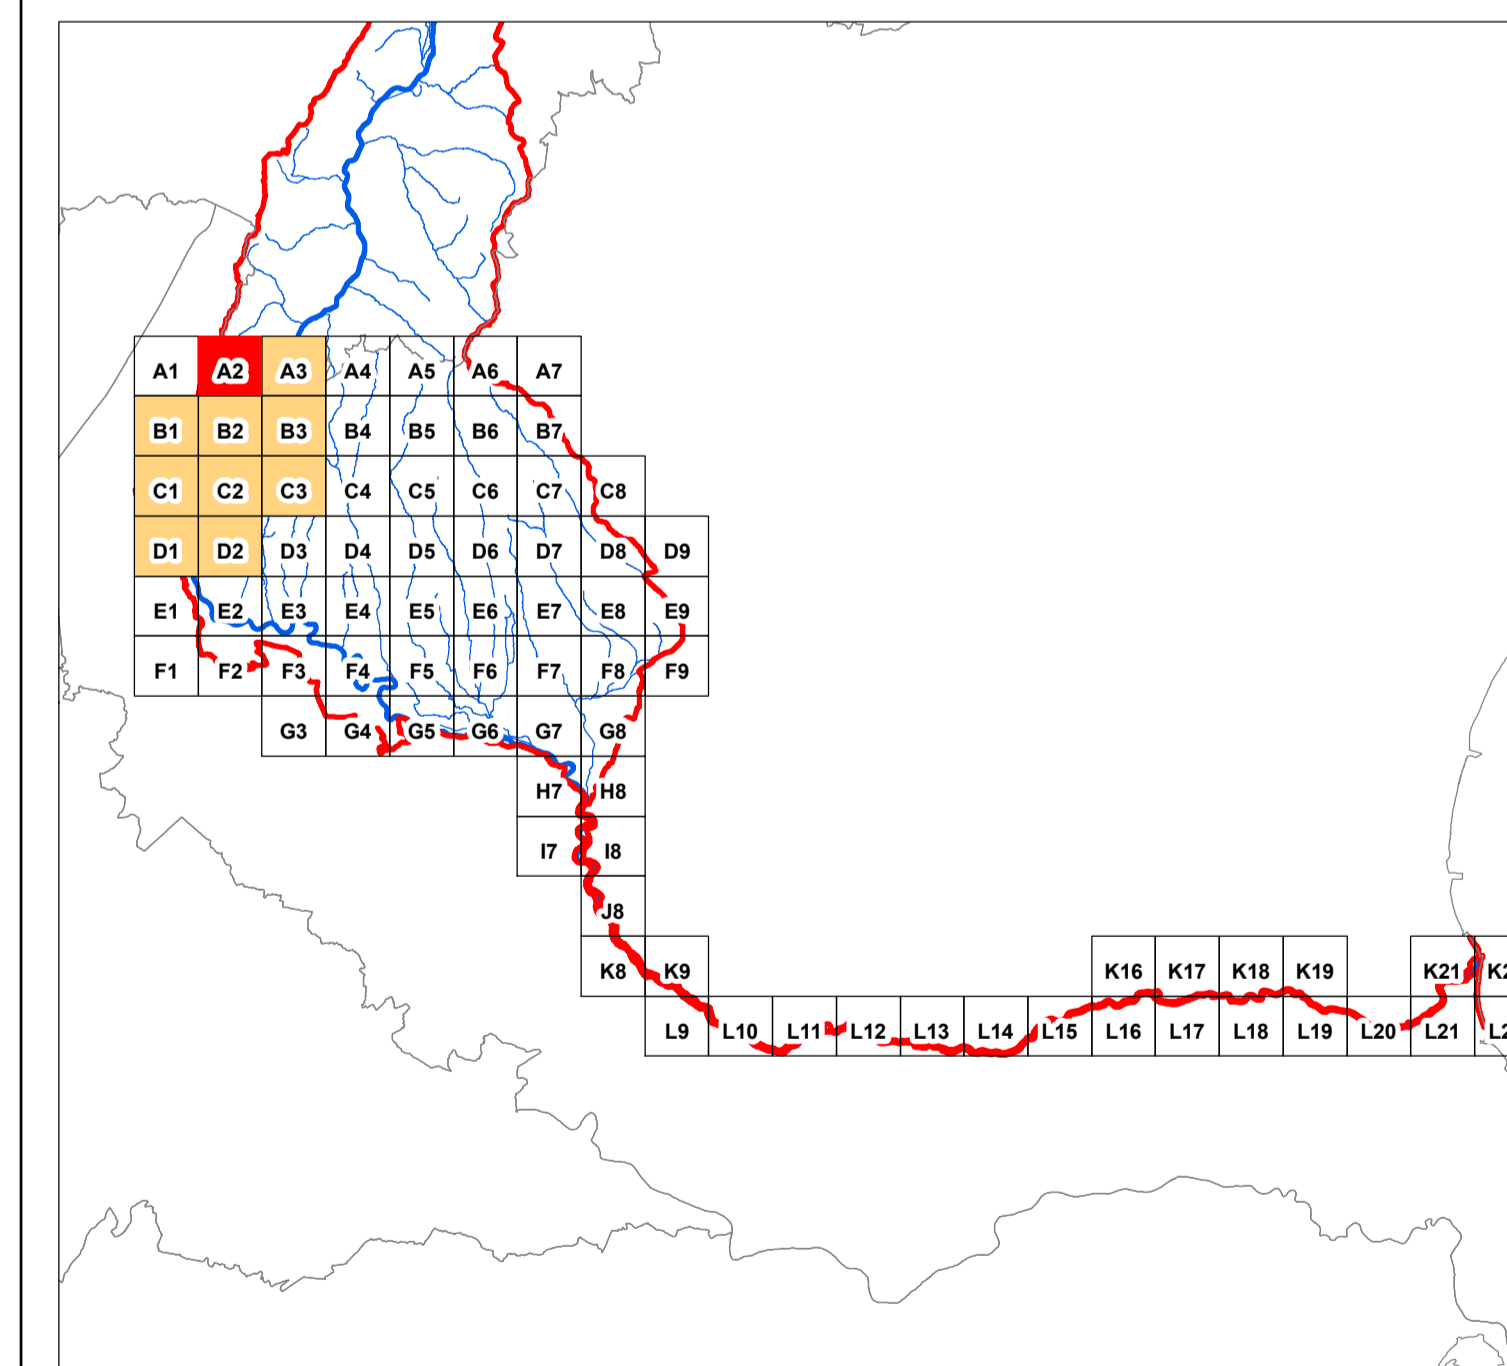 A1 A2 A3 A4 A5 A6 A7
B1 B2 B3 B4 B5 B6 B7
C1 C2 C3 C4 C5 C6 C7 C8
D1 D2 D3 D4 D5 D6 D7 D8 D9
E1 E2 E3 E4 E5 E6 E7 E8 E9
F1 F2 F3 F4 F5 F6 F7 F8 F9
G3 G4 G5 G6 G7 G8
H7 H8
I7 I8
J8
K8 K9 K16 K17 K18 K19 K21
L9 L10 L11 L12 L13 L14 L15 L16 L17 L18 L19 L20 L21